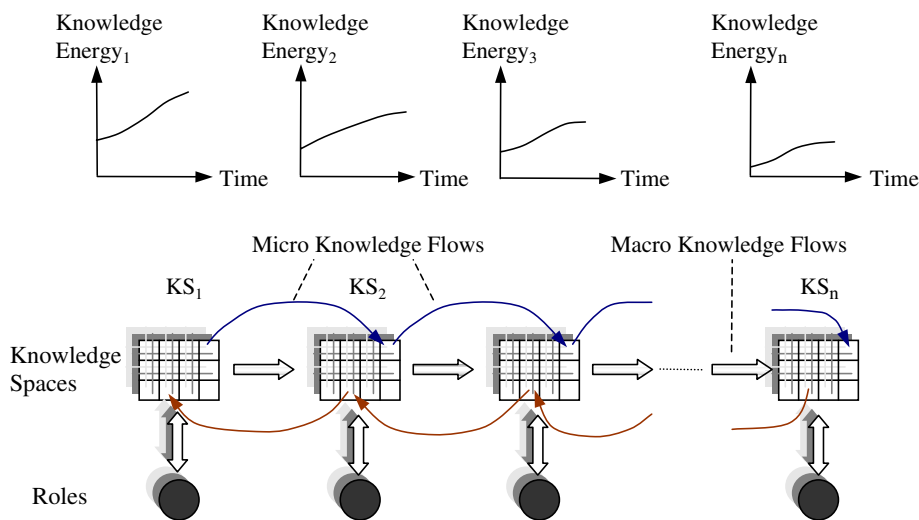 Knowledge
Energy₁
Knowledge
Energy₂
Knowledge
Energy₃
Knowledge
Energyₙ
Time
Time
Time
Time
Micro Knowledge Flows
Macro Knowledge Flows
KS₁
KS₂
KSₙ
Knowledge
Spaces
Roles